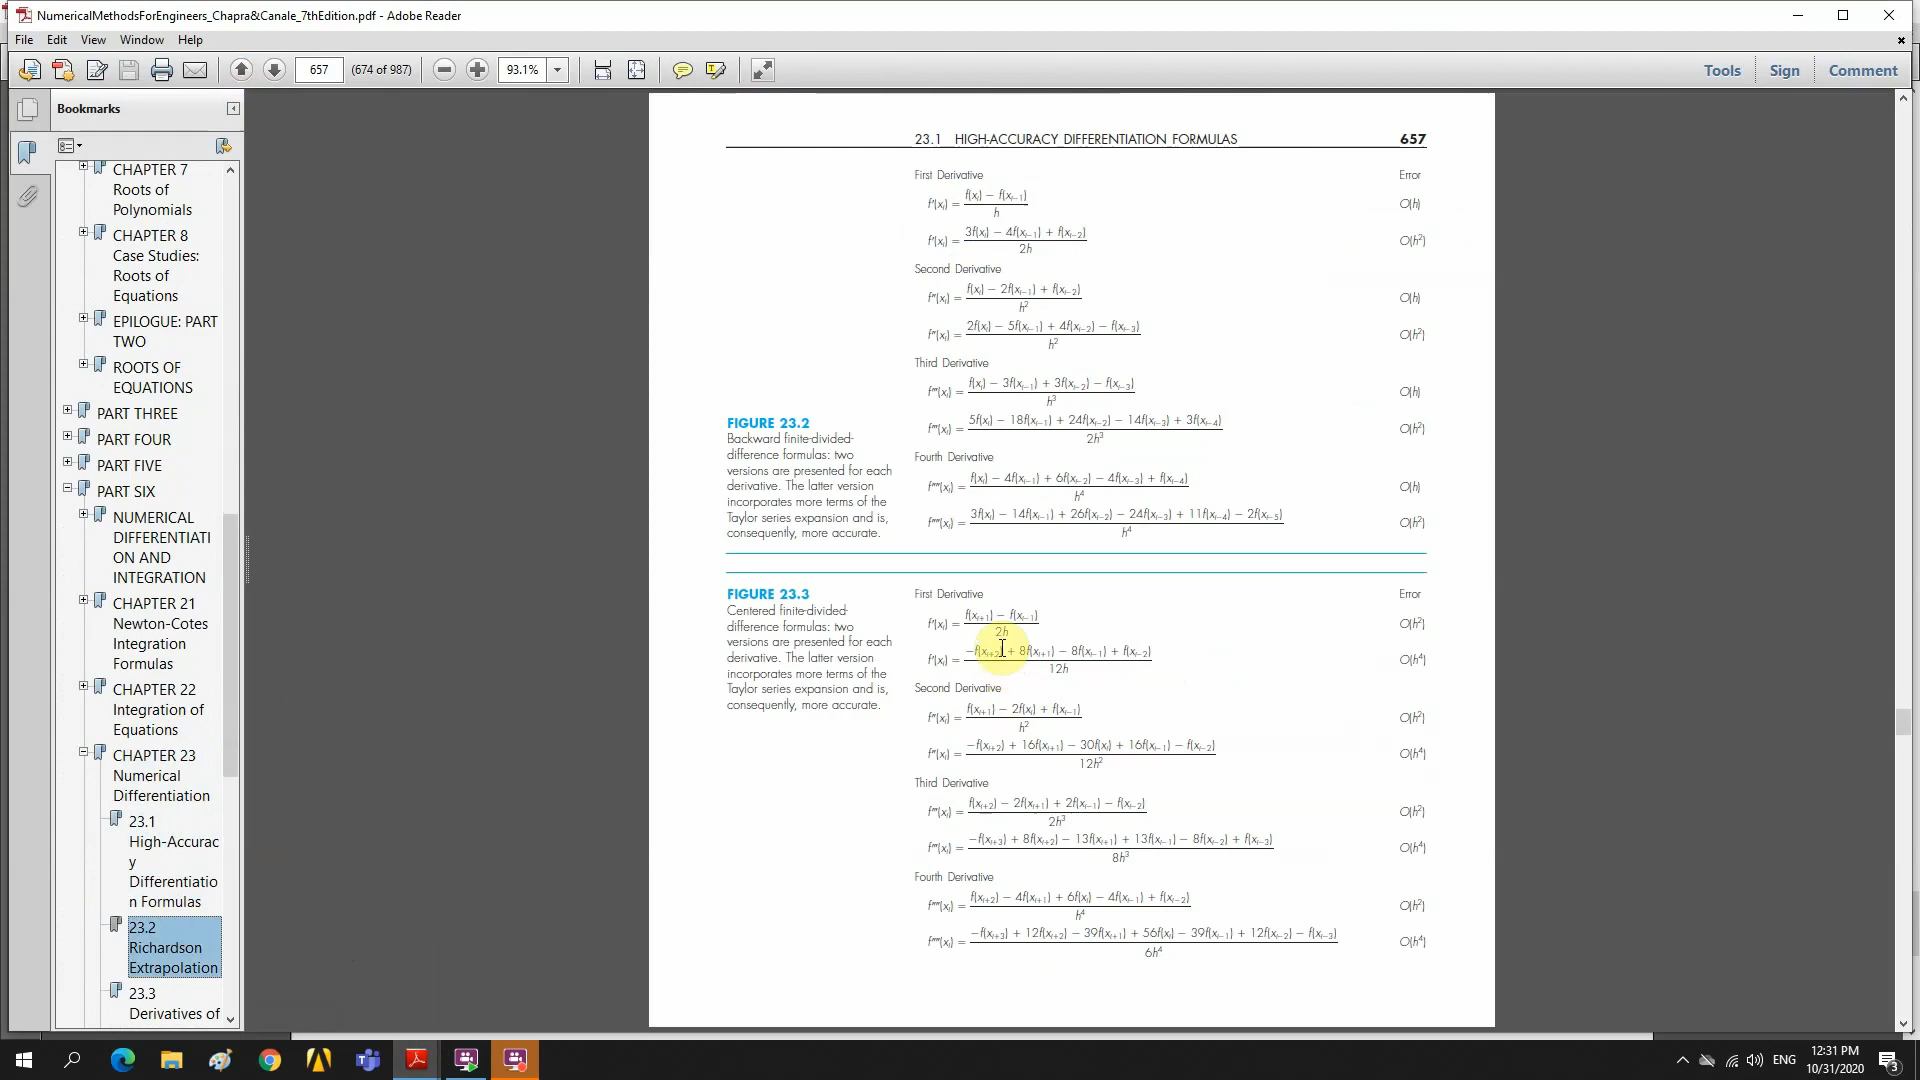 NumericalMethodsForEngineers_Chapra&Canale_7thEdition.pdf - Adobe Reader
File Edit View Window Help
657 (674 of 987) 93.1% Tools Sign Comment
Bookmarks
CHAPTER 7
Roots of
Polynomials
CHAPTER 8
Case Studies:
Roots of
Equations
EPILOGUE: PART
TWO
ROOTS OF
EQUATIONS
PART THREE
PART FOUR
PART FIVE
PART SIX
NUMERICAL
DIFFERENTIATI
ON AND
INTEGRATION
CHAPTER 21
Newton-Cotes
Integration
Formulas
CHAPTER 22
Integration of
Equations
CHAPTER 23
Numerical
Differentiation
23.1
High-Accurac
y
Differentiatio
n Formulas
23.2
Richardson
Extrapolation
23.3
Derivatives of
23.1 HIGH-ACCURACY DIFFERENTIATION FORMULAS 657
First Derivative Error
f′(xᵢ) = (f(xᵢ) − f(xᵢ₋₁)) / h O(h)
f′(xᵢ) = (3f(xᵢ) − 4f(xᵢ₋₁) + f(xᵢ₋₂)) / 2h O(h²)
Second Derivative
f″(xᵢ) = (f(xᵢ) − 2f(xᵢ₋₁) + f(xᵢ₋₂)) / h² O(h)
f″(xᵢ) = (2f(xᵢ) − 5f(xᵢ₋₁) + 4f(xᵢ₋₂) − f(xᵢ₋₃)) / h² O(h²)
Third Derivative
f‴(xᵢ) = (f(xᵢ) − 3f(xᵢ₋₁) + 3f(xᵢ₋₂) − f(xᵢ₋₃)) / h³ O(h)
f‴(xᵢ) = (5f(xᵢ) − 18f(xᵢ₋₁) + 24f(xᵢ₋₂) − 14f(xᵢ₋₃) + 3f(xᵢ₋₄)) / 2h³ O(h²)
Fourth Derivative
f⁗(xᵢ) = (f(xᵢ) − 4f(xᵢ₋₁) + 6f(xᵢ₋₂) − 4f(xᵢ₋₃) + f(xᵢ₋₄)) / h⁴ O(h)
f⁗(xᵢ) = (3f(xᵢ) − 14f(xᵢ₋₁) + 26f(xᵢ₋₂) − 24f(xᵢ₋₃) + 11f(xᵢ₋₄) − 2f(xᵢ₋₅)) / h⁴ O(h²)
FIGURE 23.2
Backward finite-divided-
difference formulas: two
versions are presented for each
derivative. The latter version
incorporates more terms of the
Taylor series expansion and is,
consequently, more accurate.
FIGURE 23.3
Centered finite-divided-
difference formulas: two
versions are presented for each
derivative. The latter version
incorporates more terms of the
Taylor series expansion and is,
consequently, more accurate.
First Derivative Error
f′(xᵢ) = (f(xᵢ₊₁) − f(xᵢ₋₁)) / 2h O(h²)
f′(xᵢ) = (−f(xᵢ₊₂) + 8f(xᵢ₊₁) − 8f(xᵢ₋₁) + f(xᵢ₋₂)) / 12h O(h⁴)
Second Derivative
f″(xᵢ) = (f(xᵢ₊₁) − 2f(xᵢ) + f(xᵢ₋₁)) / h² O(h²)
f″(xᵢ) = (−f(xᵢ₊₂) + 16f(xᵢ₊₁) − 30f(xᵢ) + 16f(xᵢ₋₁) − f(xᵢ₋₂)) / 12h² O(h⁴)
Third Derivative
f‴(xᵢ) = (f(xᵢ₊₂) − 2f(xᵢ₊₁) + 2f(xᵢ₋₁) − f(xᵢ₋₂)) / 2h³ O(h²)
f‴(xᵢ) = (−f(xᵢ₊₃) + 8f(xᵢ₊₂) − 13f(xᵢ₊₁) + 13f(xᵢ₋₁) − 8f(xᵢ₋₂) + f(xᵢ₋₃)) / 8h³ O(h⁴)
Fourth Derivative
f⁗(xᵢ) = (f(xᵢ₊₂) − 4f(xᵢ₊₁) + 6f(xᵢ) − 4f(xᵢ₋₁) + f(xᵢ₋₂)) / h⁴ O(h²)
f⁗(xᵢ) = (−f(xᵢ₊₃) + 12f(xᵢ₊₂) − 39f(xᵢ₊₁) + 56f(xᵢ) − 39f(xᵢ₋₁) + 12f(xᵢ₋₂) − f(xᵢ₋₃)) / 6h⁴ O(h⁴)
ENG 12:31 PM
10/31/2020 3